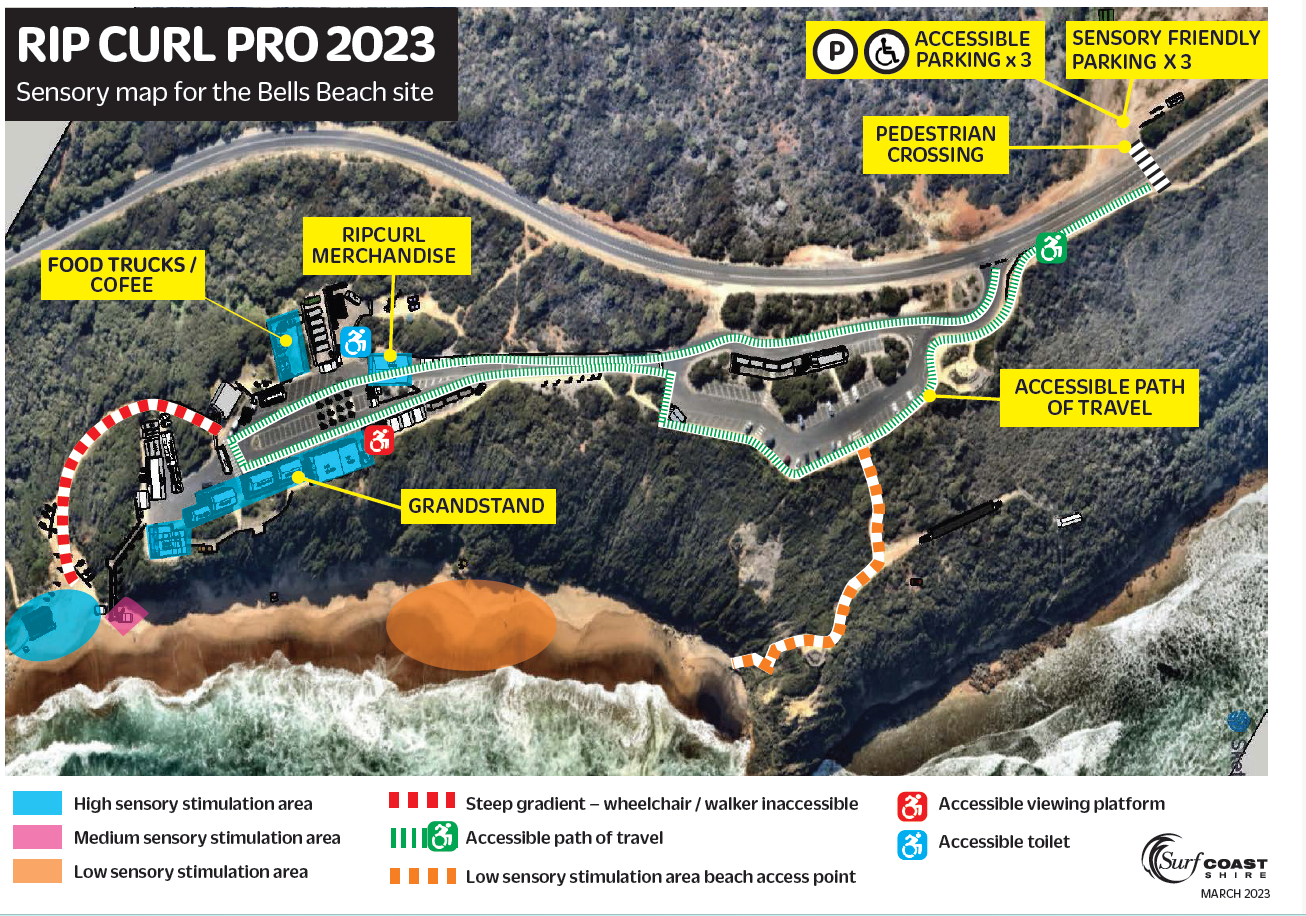 RIP CURL PRO 2023
Sensory map for the Bells Beach site
P
ACCESSIBLE
PARKING x 3
SENSORY FRIENDLY
PARKING X 3
PEDESTRIAN
CROSSING
RIPCURL
MERCHANDISE
FOOD TRUCKS /
COFEE
ACCESSIBLE PATH
OF TRAVEL
GRANDSTAND
High sensory stimulation area
Medium sensory stimulation area
Low sensory stimulation area
Steep gradient – wheelchair / walker inaccessible
Accessible path of travel
Low sensory stimulation area beach access point
Accessible viewing platform
Accessible toilet
Surf COAST
SHIRE
MARCH 2023